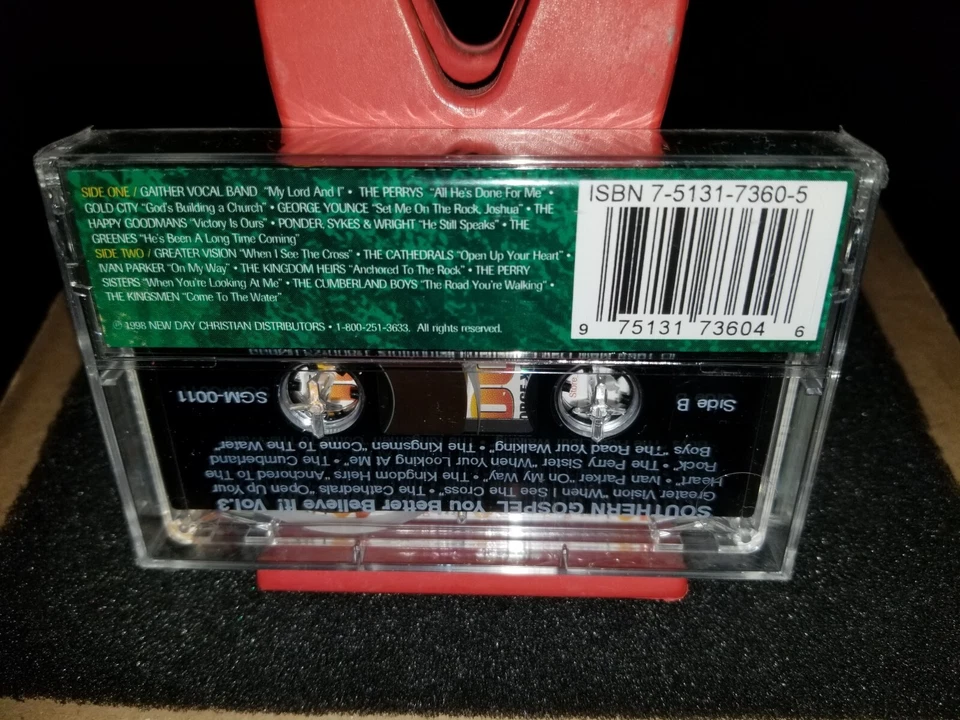 SIDE ONE / GAITHER VOCAL BAND "My Lord And I" • THE PERRYS "All He's Done For Me" •
GOLD CITY "God's Building a Church" • GEORGE YOUNCE "Set Me On The Rock, Joshua" • THE
HAPPY GOODMANS "Victory Is Ours" • PONDER, SYKES & WRIGHT "He Still Speaks" • THE
GREENES "He's Been A Long Time Coming"
SIDE TWO / GREATER VISION "When I See The Cross" • THE CATHEDRALS "Open Up Your Heart" •
IVAN PARKER "On My Way" • THE KINGDOM HEIRS "Anchored To The Rock" • THE PERRY
SISTERS "When You're Looking At Me" • THE CUMBERLAND BOYS "The Road You're Walking" •
THE KINGSMEN "Come To The Water"
℗ 1998 NEW DAY CHRISTIAN DISTRIBUTORS • 1-800-251-3633. All rights reserved.
ISBN 7-5131-7360-5
9 75131 73604 6
SOUTHERN GOSPEL You Better Believe It! Vol.3
Greater Vision "When I See The Cross" • The Cathedrals "Open Up Your
Heart" • Ivan Parker "On My Way" • The Kingdom Heirs "Anchored To The
Rock" • The Perry Sister "When Your Looking At Me" • The Cumberland
Boys "The Road Your Walking" • The Kingsmen "Come To The Water"
Side B
SGM-0011